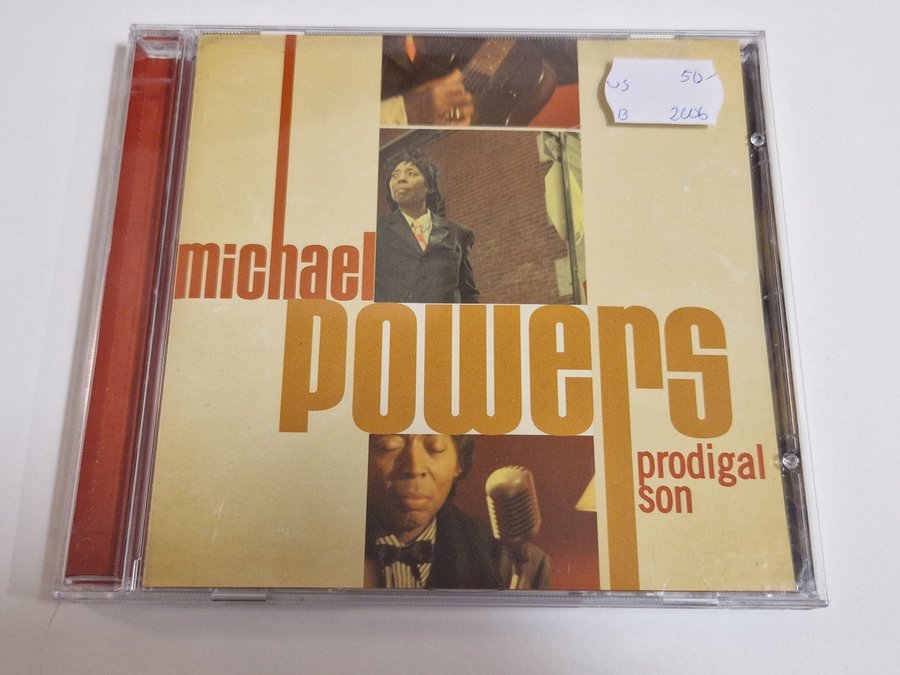 US 50,-
B 2006
michael
powers
prodigal
son